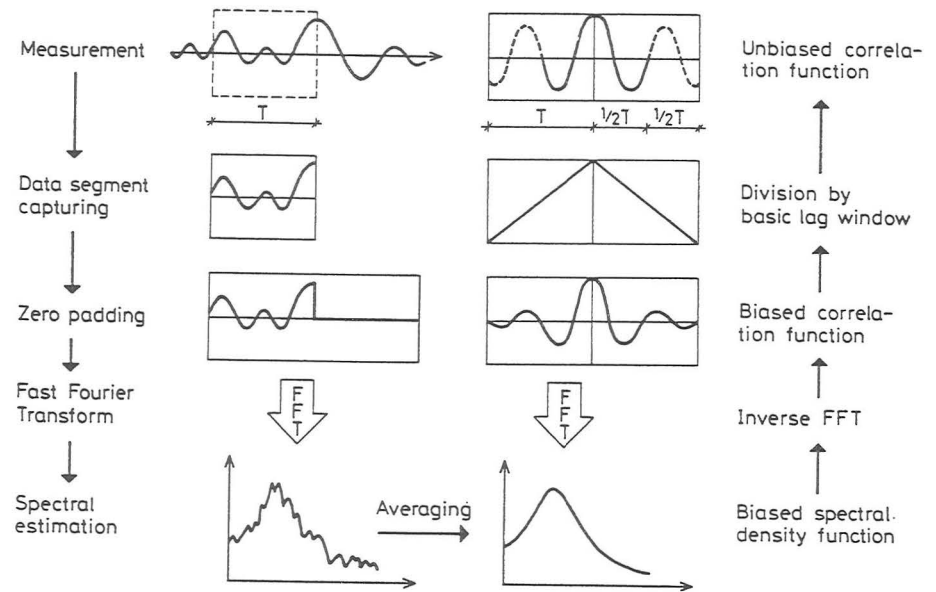 Measurement
Data segment
capturing
Zero padding
Fast Fourier
Transform
Spectral
estimation
T
FFT
Averaging
T
1/2T
1/2T
FFT
Unbiased correla-
tion function
Division by
basic lag window
Biased correla-
tion function
Inverse FFT
Biased spectral
density function